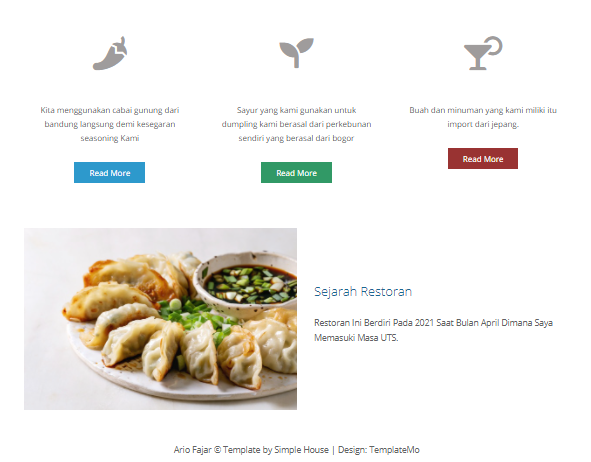 Kita menggunakan cabai gunung dari
bandung langsung demi kesegaran
seasoning Kami
Read More
Sayur yang kami gunakan untuk
dumpling kami berasal dari perkebunan
sendiri yang berasal dari bogor
Read More
Buah dan minuman yang kami miliki itu
import dari jepang.
Read More
Sejarah Restoran
Restoran Ini Berdiri Pada 2021 Saat Bulan April Dimana Saya
Memasuki Masa UTS.
Ario Fajar © Template by Simple House | Design: TemplateMo